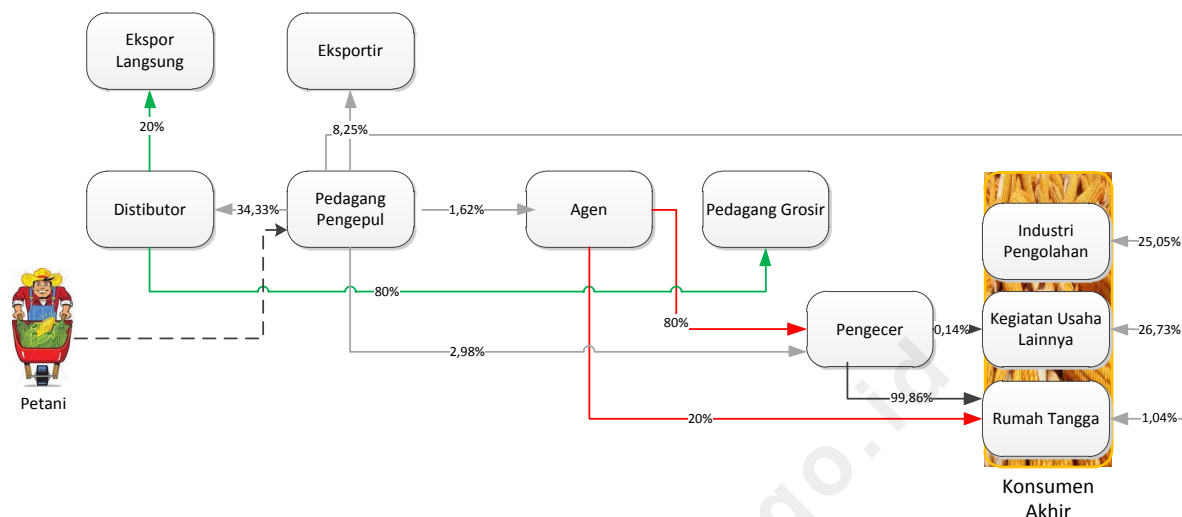 Ekspor
Langsung
Eksportir
20%
8,25%
Distibutor
34,33%
Pedagang
Pengepul
1,62%
Agen
Pedagang Grosir
Industri
Pengolahan
25,05%
80%
80%
Pengecer
0,14%
Kegiatan Usaha
Lainnya
26,73%
2,98%
Petani
99,86%
20%
Rumah Tangga
1,04%
Konsumen
Akhir
go.id